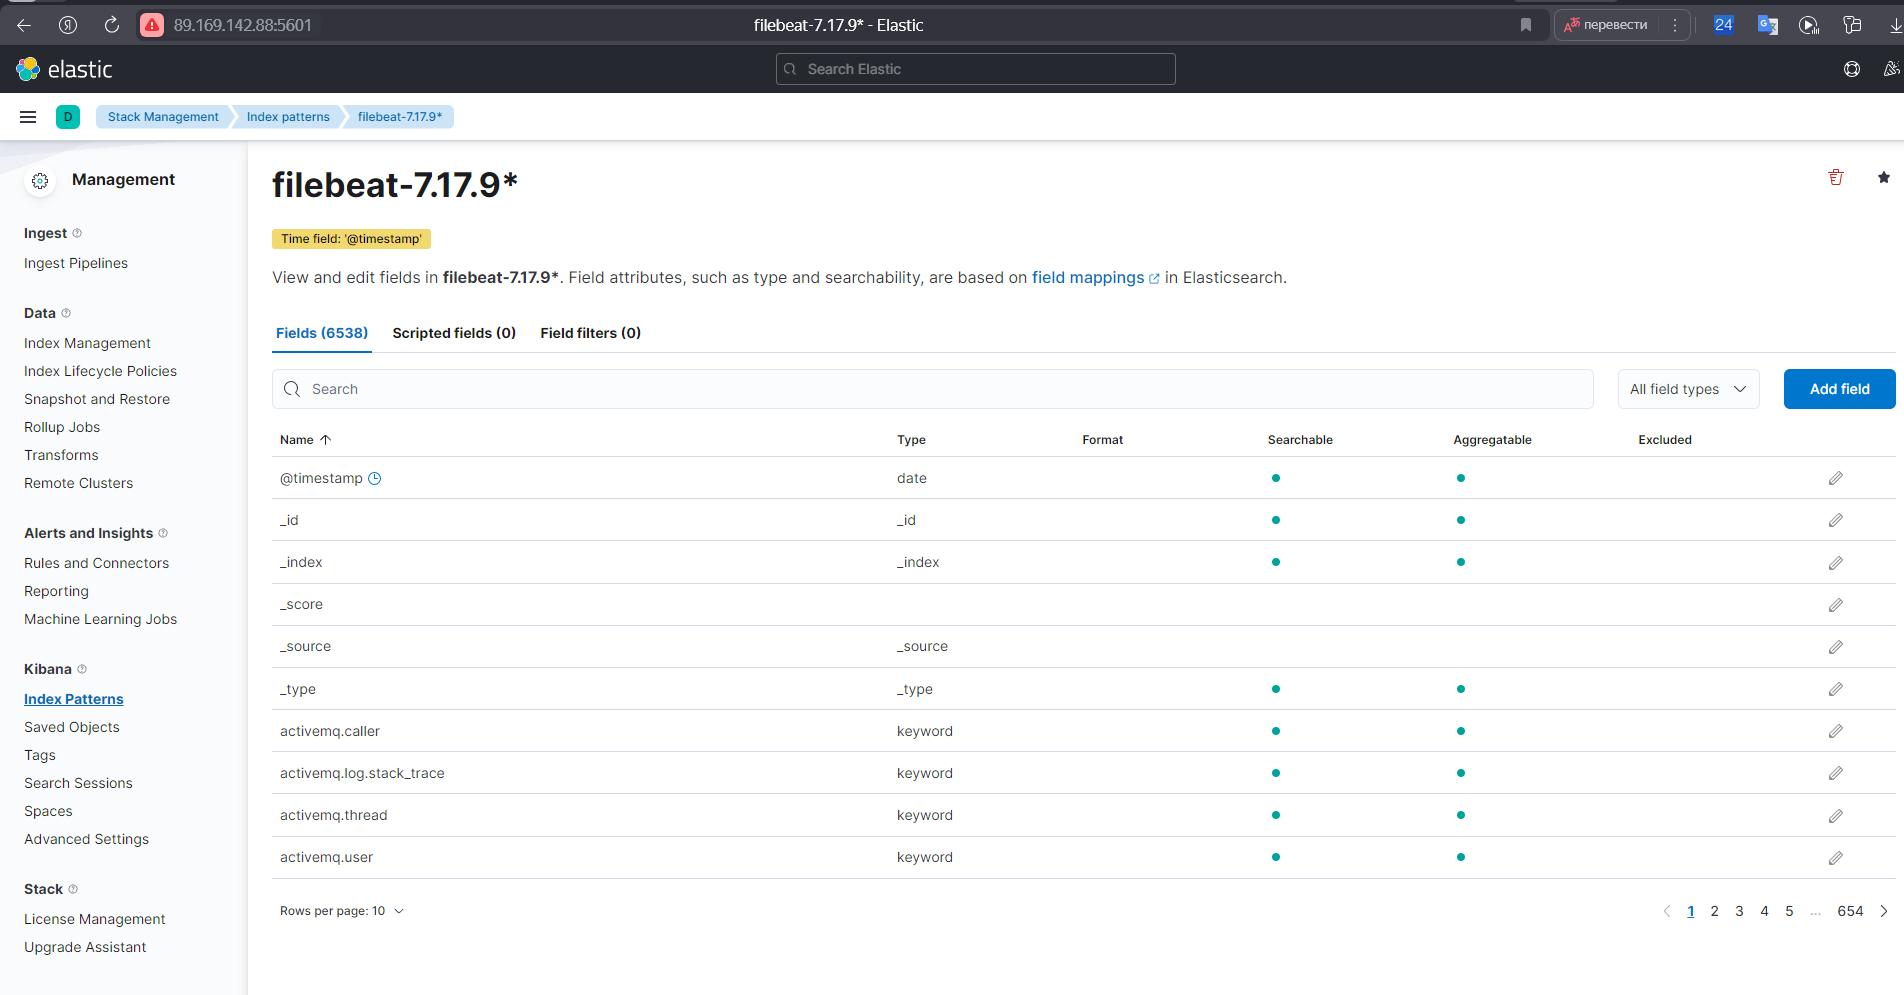 89.169.142.88:5601
filebeat-7.17.9* - Elastic
перевести
24
elastic
Search Elastic
D
Stack Management
Index patterns
filebeat-7.17.9*
Management
Ingest
Ingest Pipelines
Data
Index Management
Index Lifecycle Policies
Snapshot and Restore
Rollup Jobs
Transforms
Remote Clusters
Alerts and Insights
Rules and Connectors
Reporting
Machine Learning Jobs
Kibana
Index Patterns
Saved Objects
Tags
Search Sessions
Spaces
Advanced Settings
Stack
License Management
Upgrade Assistant
filebeat-7.17.9*
Time field: '@timestamp'
View and edit fields in filebeat-7.17.9*. Field attributes, such as type and searchability, are based on field mappings in Elasticsearch.
Fields (6538) Scripted fields (0) Field filters (0)
Search
All field types
Add field
Name Type Format Searchable Aggregatable Excluded
@timestamp date
_id _id
_index _index
_score
_source _source
_type _type
activemq.caller keyword
activemq.log.stack_trace keyword
activemq.thread keyword
activemq.user keyword
Rows per page: 10
1 2 3 4 5 ... 654